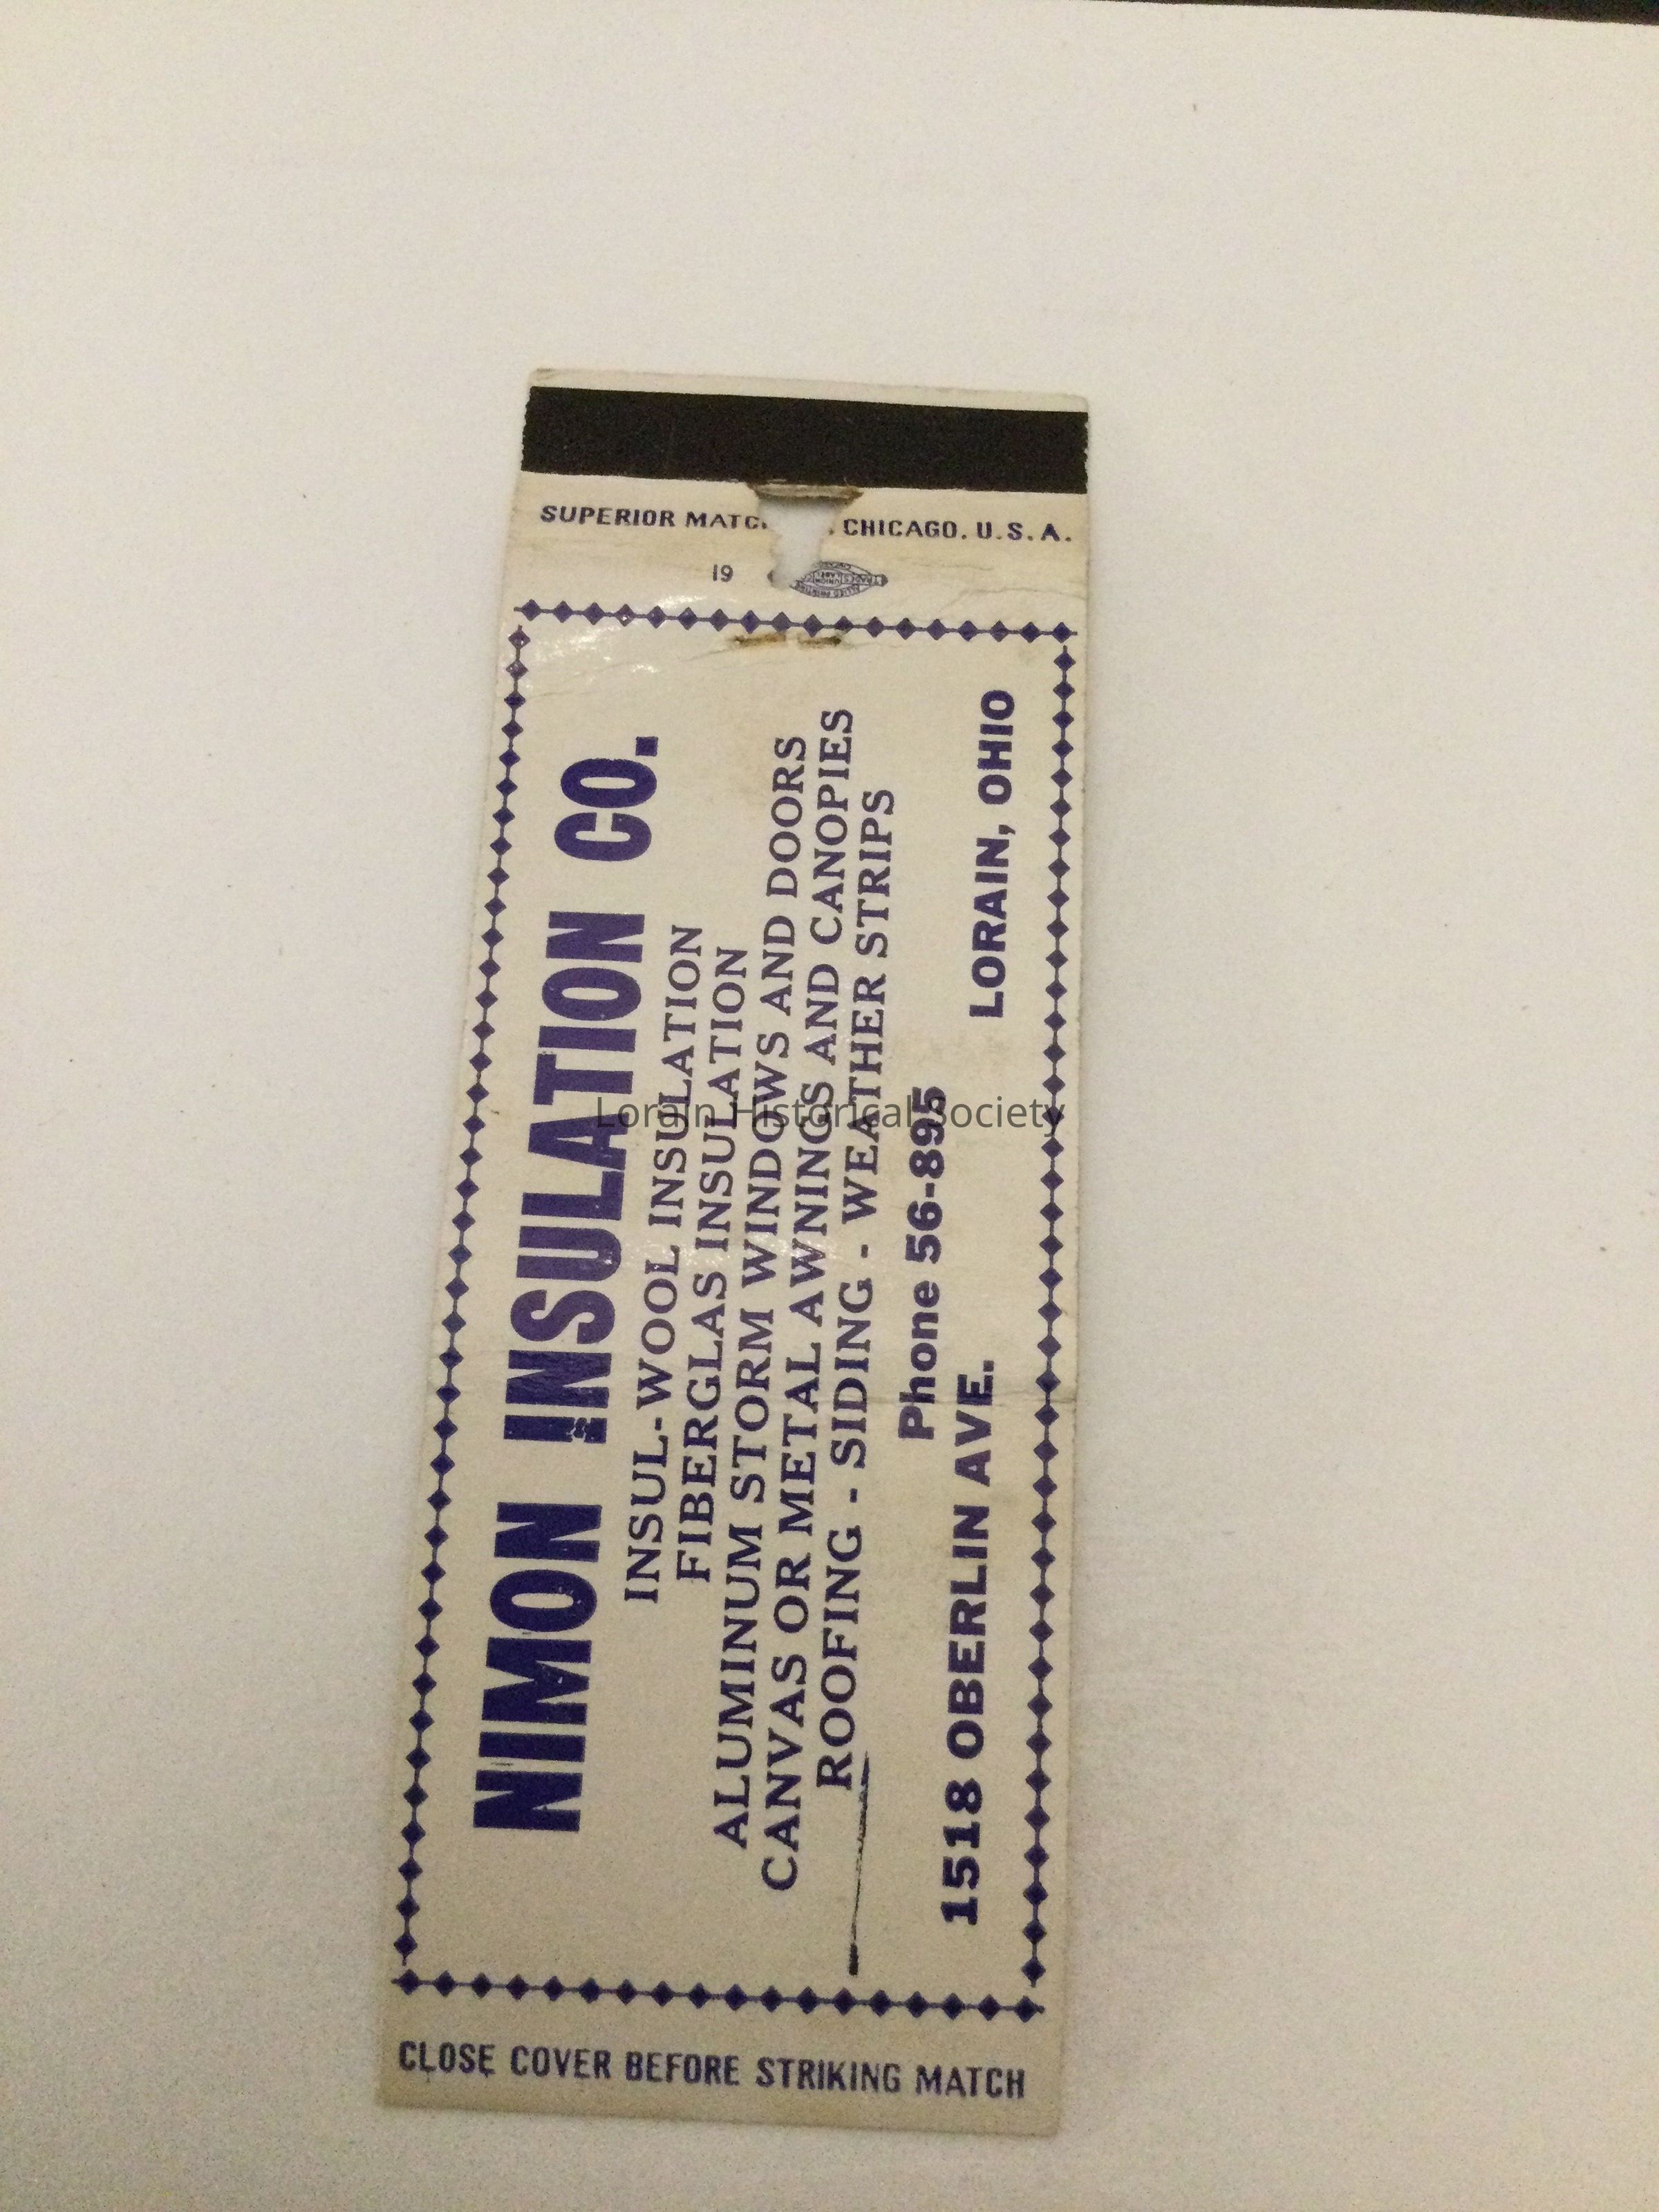 SUPERIOR CHICAGO, U.S.A.
19
NIMON INSULATION CO.
INSUL-WOOL INSULATION
FIBERGLAS INSULATION
ALUMINUM STORM WINDOWS AND DOORS
CANVAS OR METAL AWNINGS AND CANOPIES
ROOFING - SIDING - WEATHER STRIPS
Phone 56-895
1518 OBERLIN AVE. LORAIN, OHIO
CLOSE COVER BEFORE STRIKING MATCH
Lorain Historical Society